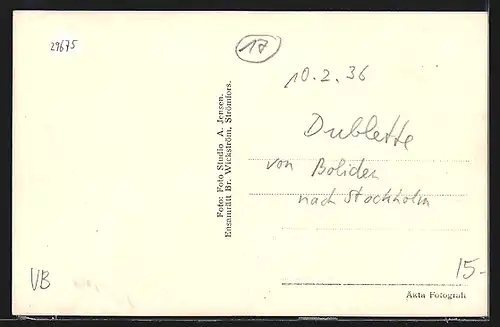 29675
17
10.2.36
Dublette
von Boliden
nach Stockholm
Foto: Foto Studio A. Jensen.
Ensamrätt Br. Wickström, Strömfors.
15-
VB
Äkta Fotografi